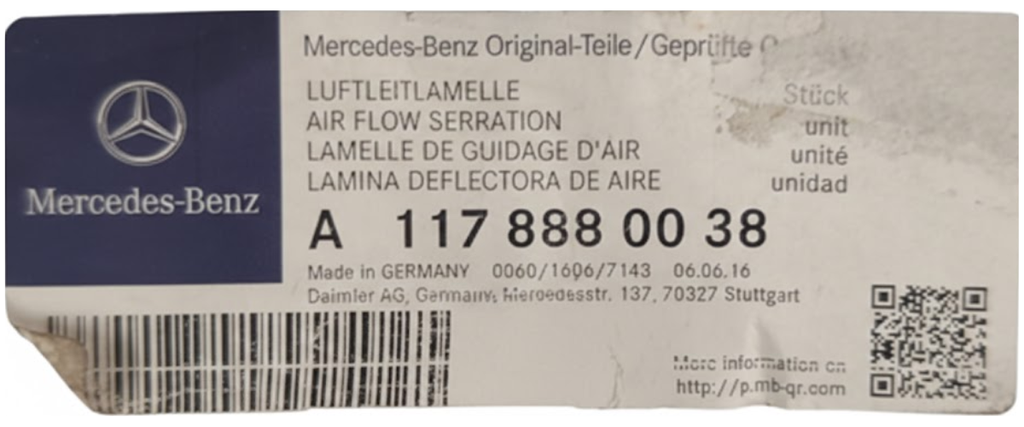 Mercedes-Benz
Mercedes-Benz Original-Teile/Geprüfte
LUFTLEITLAMELLE Stück
AIR FLOW SERRATION unit
LAMELLE DE GUIDAGE D'AIR unité
LAMINA DEFLECTORA DE AIRE unidad
A 117 888 00 38
Made in GERMANY 0060/1606/7143 06.06.16
Daimler AG, Germany, Mercedesstr. 137, 70327 Stuttgart
More information on
http://p.mb-qr.com